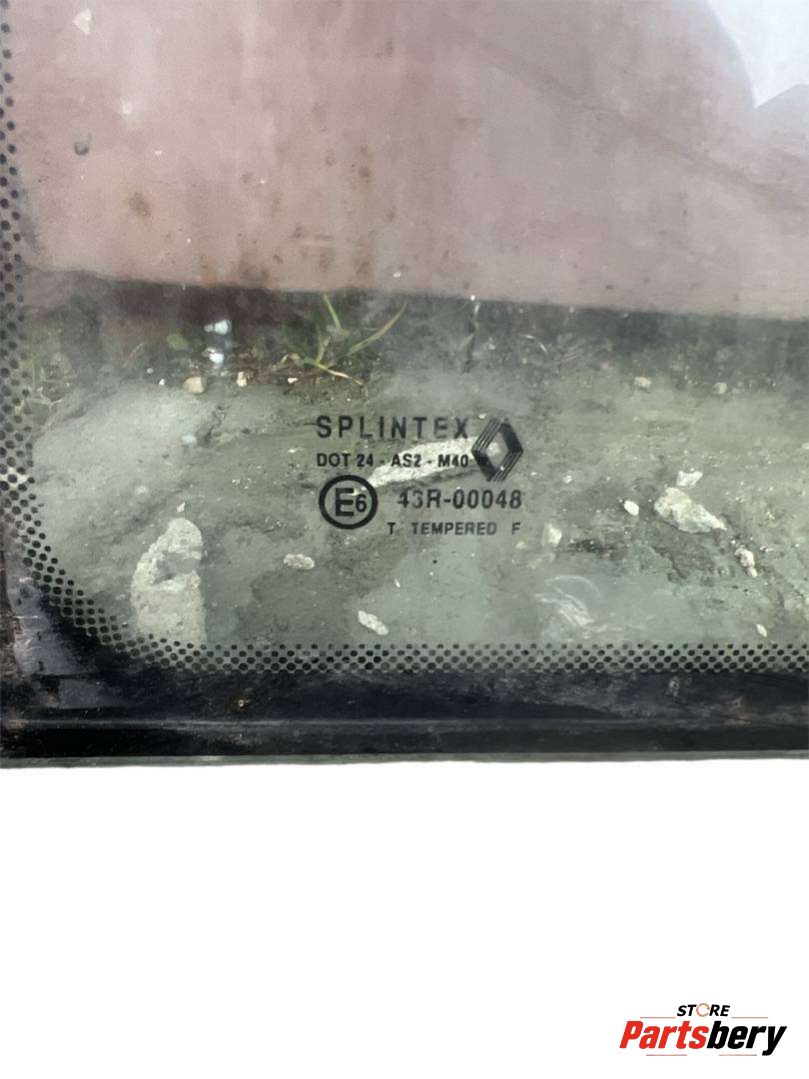 SPLINTEX
DOT 24 - AS2 - M40
E6 43R-00048
T TEMPERED F
STORE
Partsbery